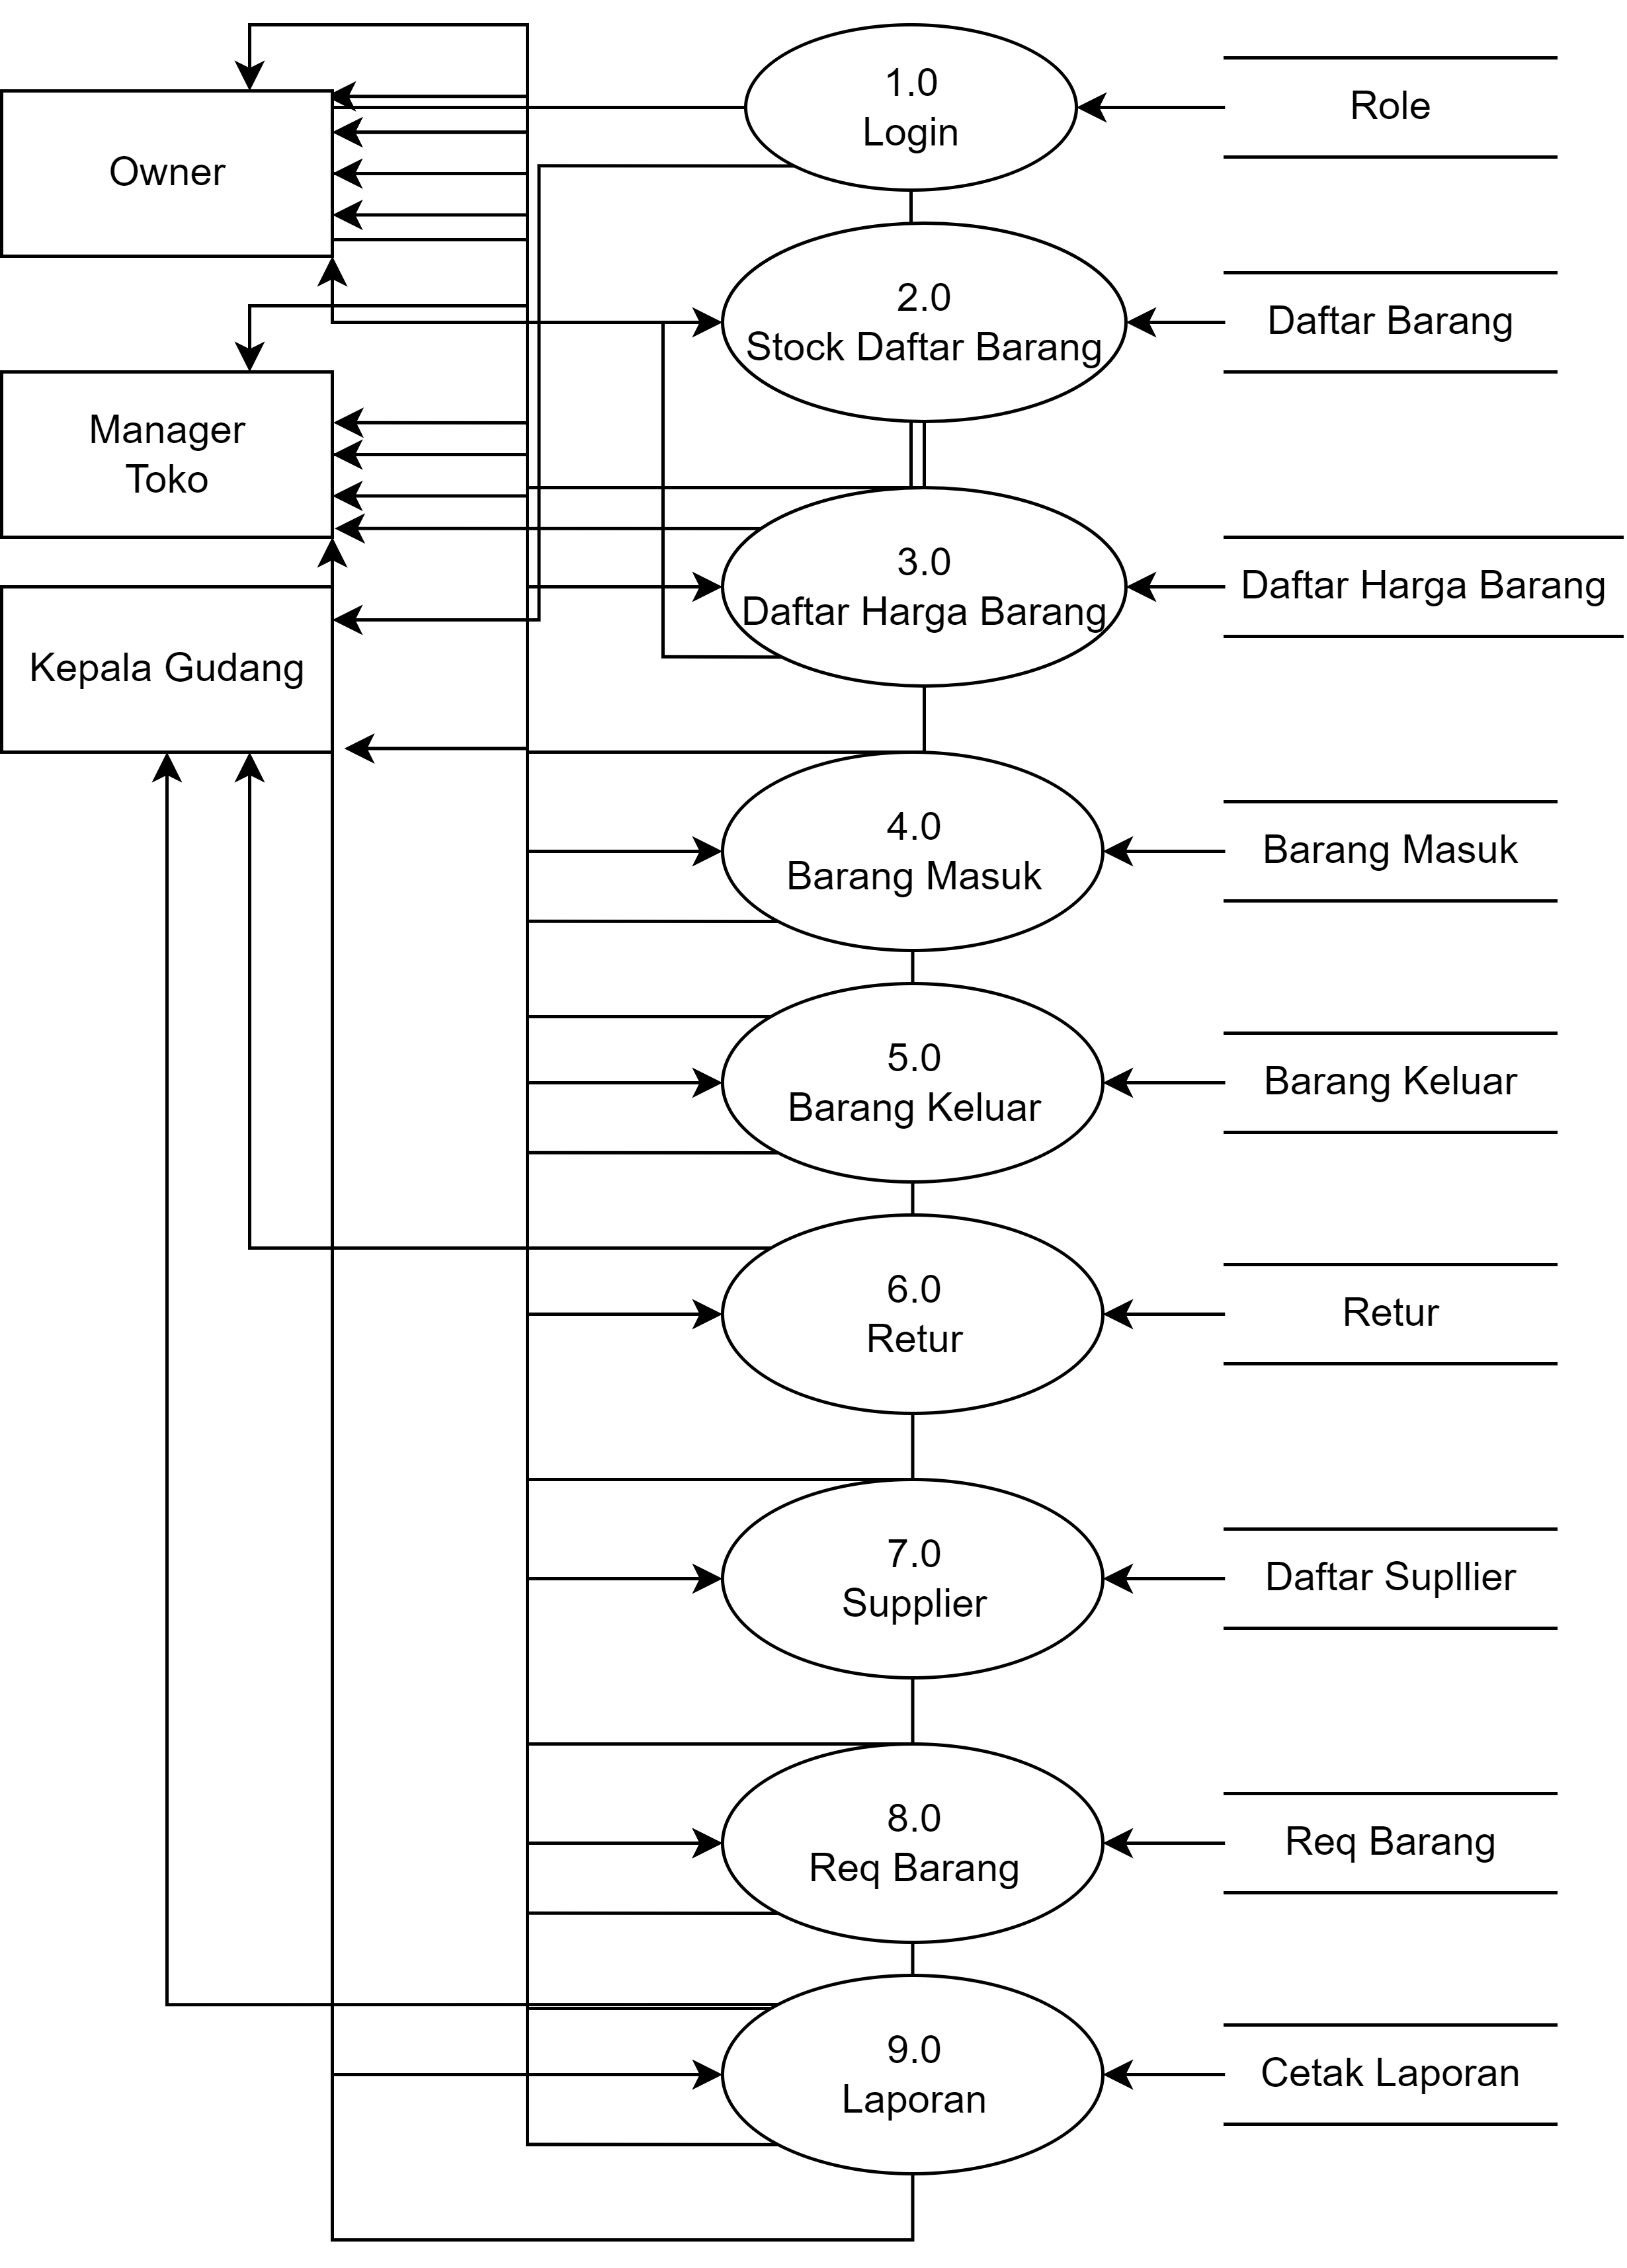 1.0
Login
Role
Owner
2.0
Stock Daftar Barang
Daftar Barang
Manager
Toko
3.0
Daftar Harga Barang
Daftar Harga Barang
Kepala Gudang
4.0
Barang Masuk
Barang Masuk
5.0
Barang Keluar
Barang Keluar
6.0
Retur
Retur
7.0
Supplier
Daftar Supllier
8.0
Req Barang
Req Barang
9.0
Laporan
Cetak Laporan